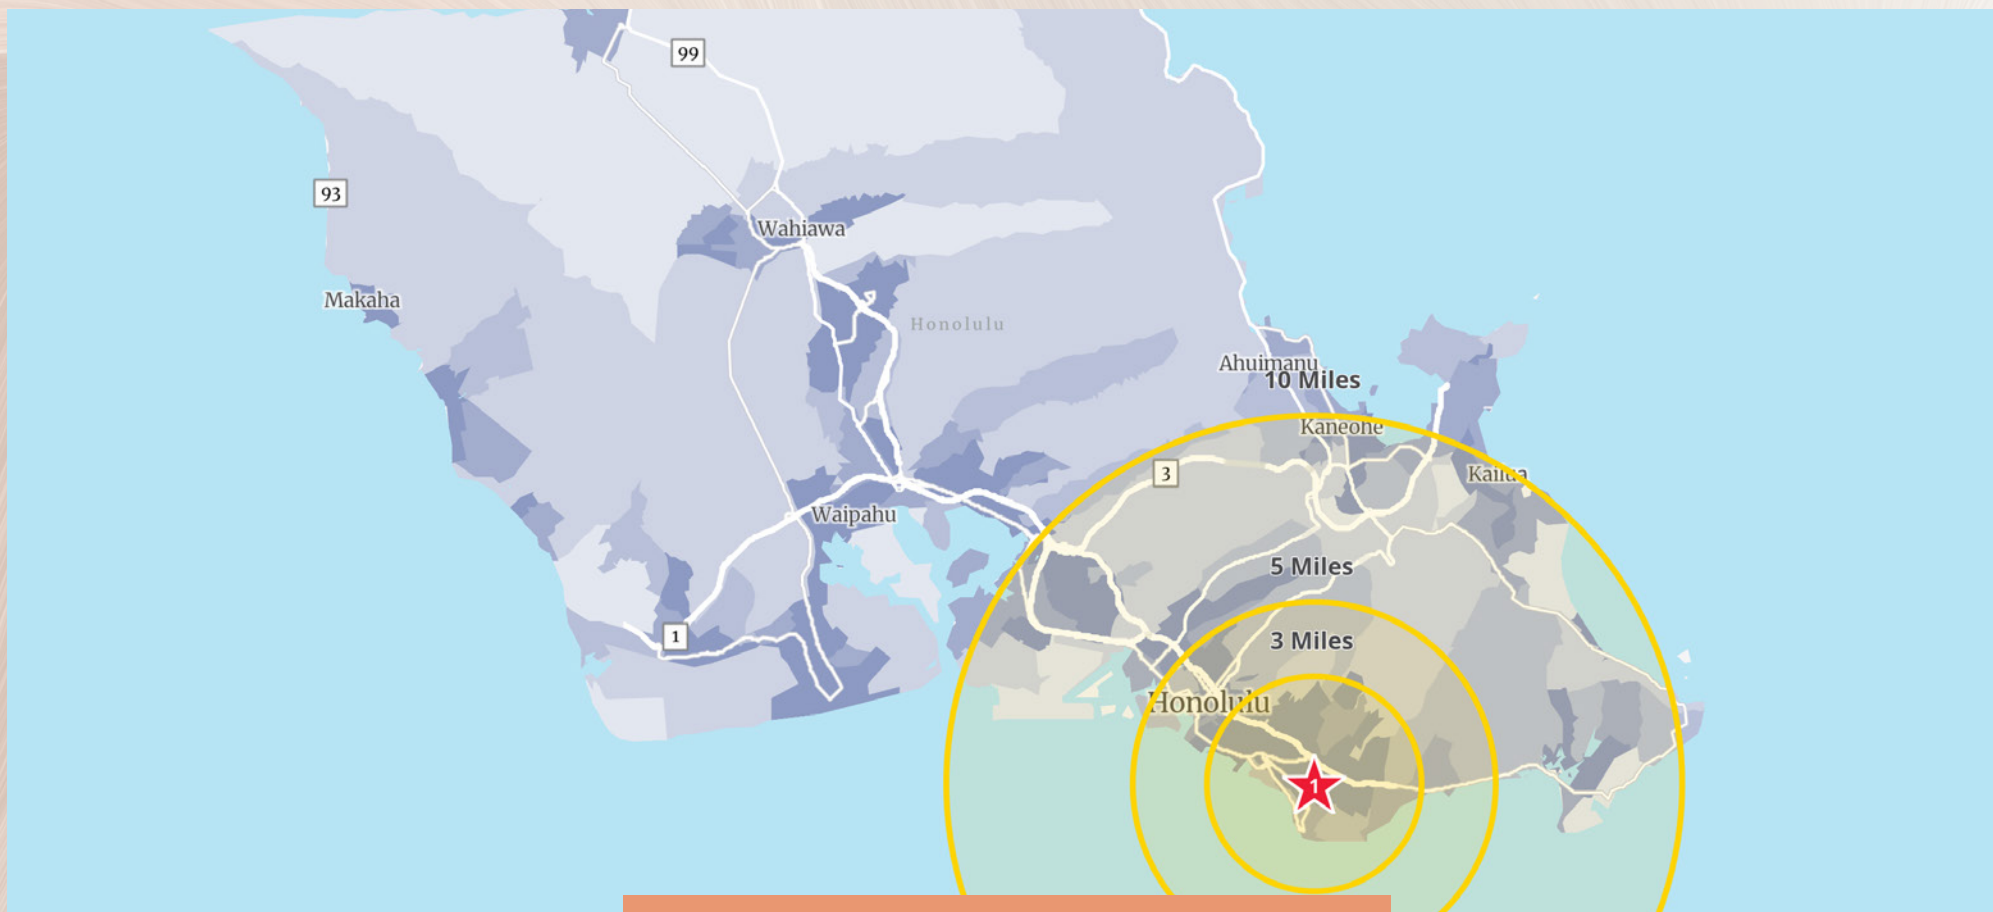 99
93
Wahiawa
Makaha
Honolulu
Ahuimanu
10 Miles
Kaneohe
3
Kailua
Waipahu
5 Miles
1
3 Miles
Honolulu
1